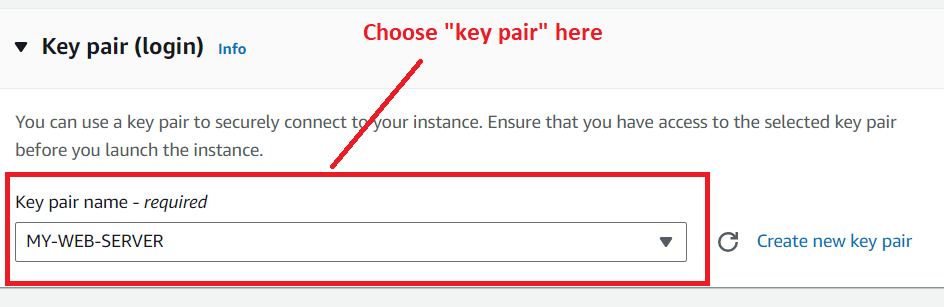 Choose "key pair" here
Key pair (login) Info
You can use a key pair to securely connect to your instance. Ensure that you have access to the selected key pair
before you launch the instance.
Key pair name - required
MY-WEB-SERVER
Create new key pair